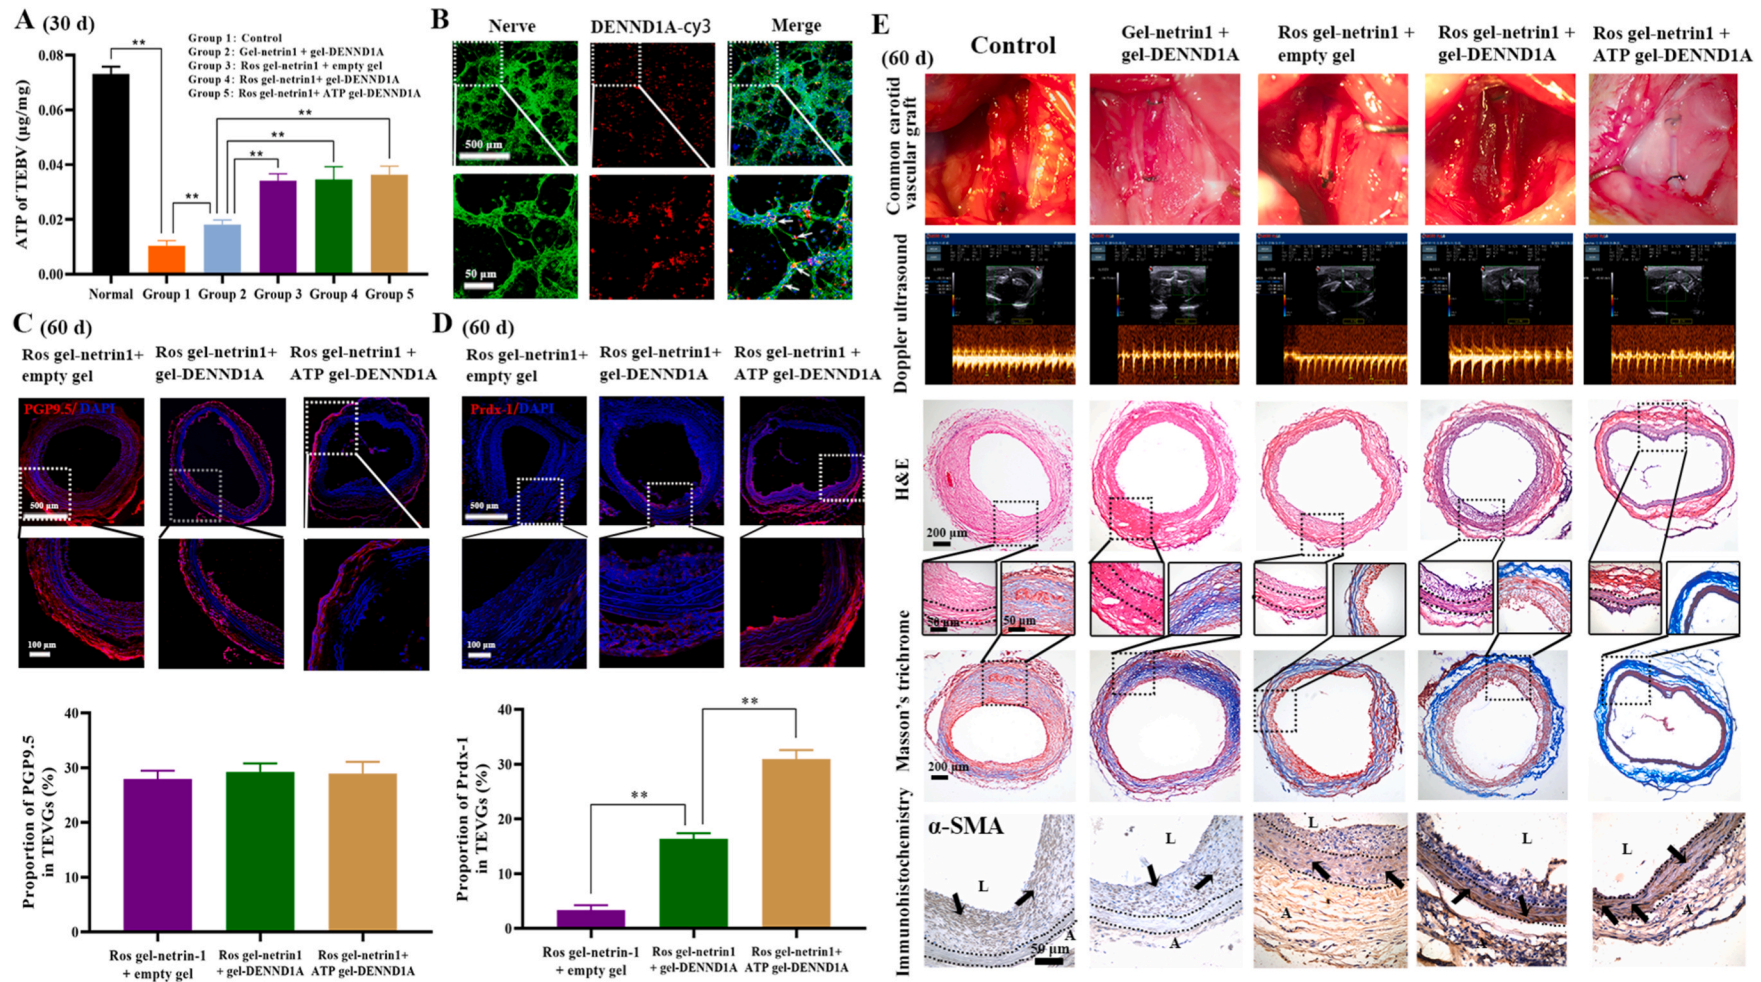 A (30 d)
Group 1: Control
Group 2: Gel-netrin1 + gel-DENND1A
Group 3: Ros gel-netrin1 + empty gel
Group 4: Ros gel-netrin1+ gel-DENND1A
Group 5: Ros gel-netrin1+ ATP gel-DENND1A
ATP of TEBV (μg/mg)
0.08
0.06
0.04
0.02
0.00
**
**
**
**
**
Normal Group 1 Group 2 Group 3 Group 4 Group 5
B
Nerve DENND1A-cy3 Merge
500 μm
50 μm
C (60 d)
Ros gel-netrin1+
empty gel
Ros gel-netrin1+
gel-DENND1A
Ros gel-netrin1 +
ATP gel-DENND1A
PGP9.5/DAPI
500 μm
100 μm
Proportion of PGP9.5
in TEVGs (%)
40
30
20
10
0
Ros gel-netrin-1
+ empty gel
Ros gel-netrin1
+ gel-DENND1A
Ros gel-netrin1+
ATP gel-DENND1A
D (60 d)
Ros gel-netrin1+
empty gel
Ros gel-netrin1+
gel-DENND1A
Ros gel-netrin1 +
ATP gel-DENND1A
Prdx-1/DAPI
500 μm
100 μm
Proportion of Prdx-1
in TEVGs (%)
40
30
20
10
0
**
**
Ros gel-netrin-1
+ empty gel
Ros gel-netrin1
+ gel-DENND1A
Ros gel-netrin1+
ATP gel-DENND1A
E
(60 d)
Control
Gel-netrin1 +
gel-DENND1A
Ros gel-netrin1 +
empty gel
Ros gel-netrin1 +
gel-DENND1A
Ros gel-netrin1 +
ATP gel-DENND1A
Common carotid
vascular graft
Doppler ultrasound
H&E
200 μm
50 μm
50 μm
Masson's trichrome
200 μm
Immunohistochemistry
α-SMA
L
A
50 μm
L
A
L
A
L
A
L
A